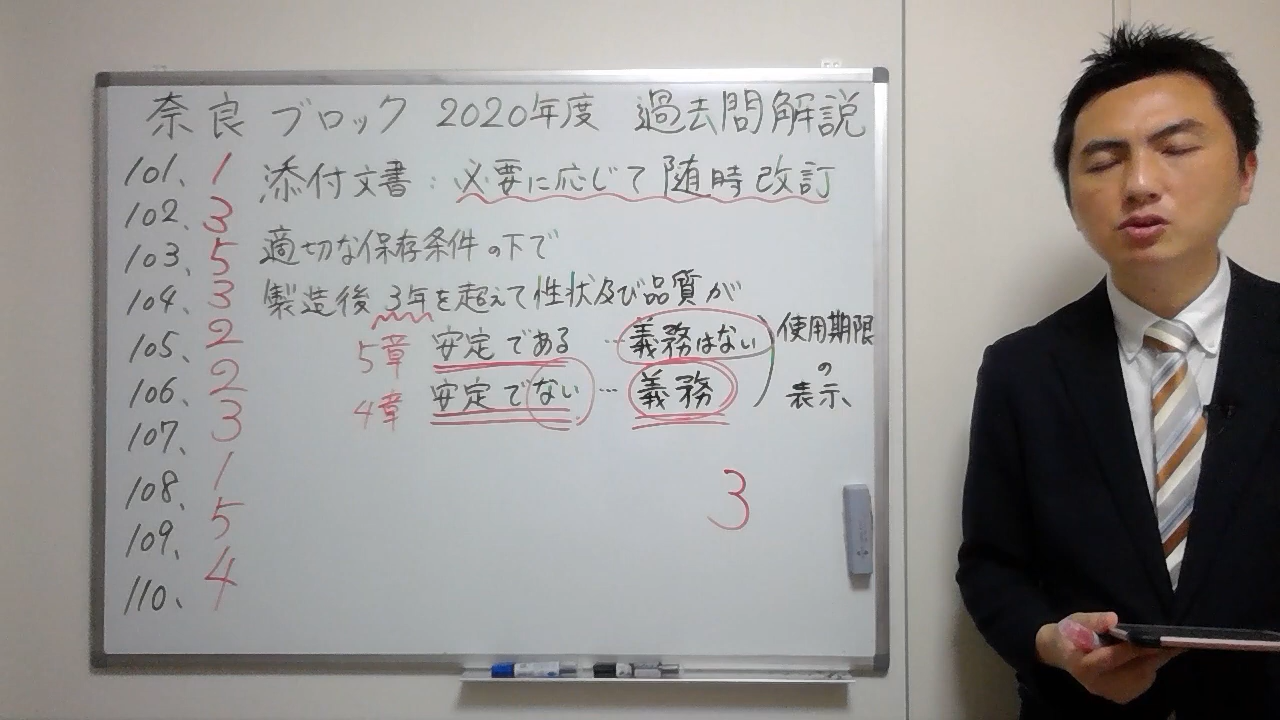 奈良ブロック 2020年度 過去問解説
101、1
102、3
103、5
104、3
105、2
106、2
107、3
108、1
109、5
110、4
添付文書：必要に応じて随時改訂
適切な保存条件の下で
製造後3年を超えて性状及び品質が
5章 安定である … 義務はない
4章 安定でない … 義務
使用期限
の
表示
3